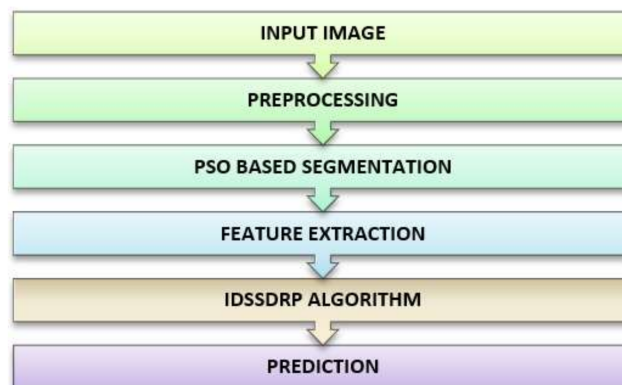 INPUT IMAGE
PREPROCESSING
PSO BASED SEGMENTATION
FEATURE EXTRACTION
IDSSDRP ALGORITHM
PREDICTION